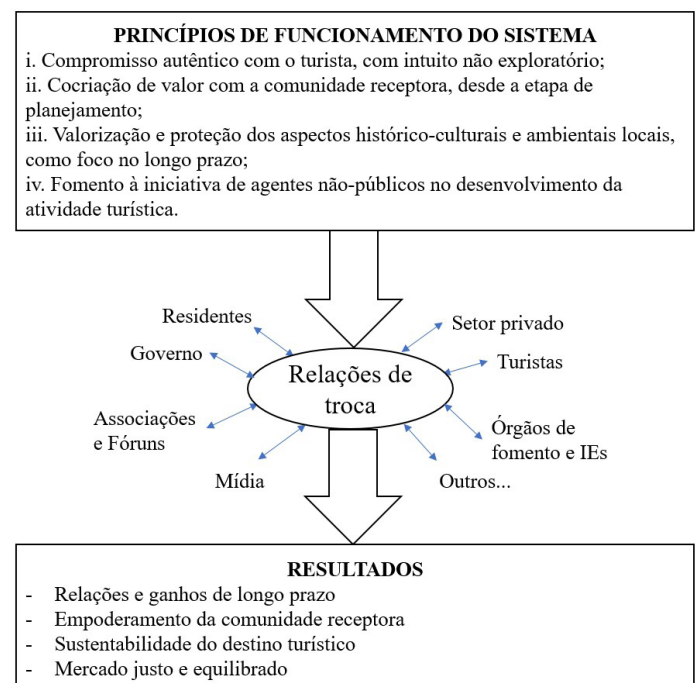 PRINCÍPIOS DE FUNCIONAMENTO DO SISTEMA
i. Compromisso autêntico com o turista, com intuito não exploratório;
ii. Cocriação de valor com a comunidade receptora, desde a etapa de
planejamento;
iii. Valorização e proteção dos aspectos histórico-culturais e ambientais locais,
como foco no longo prazo;
iv. Fomento à iniciativa de agentes não-públicos no desenvolvimento da
atividade turística.
Residentes
Setor privado
Governo
Turistas
Relações de
troca
Associações
e Fóruns
Órgãos de
fomento e IEs
Mídia
Outros...
RESULTADOS
- Relações e ganhos de longo prazo
- Empoderamento da comunidade receptora
- Sustentabilidade do destino turístico
- Mercado justo e equilibrado